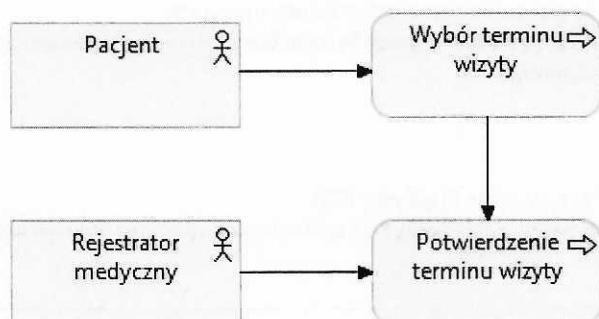 Pacjent
Wybór terminu
wizyty
Rejestrator
medyczny
Potwierdzenie
terminu wizyty